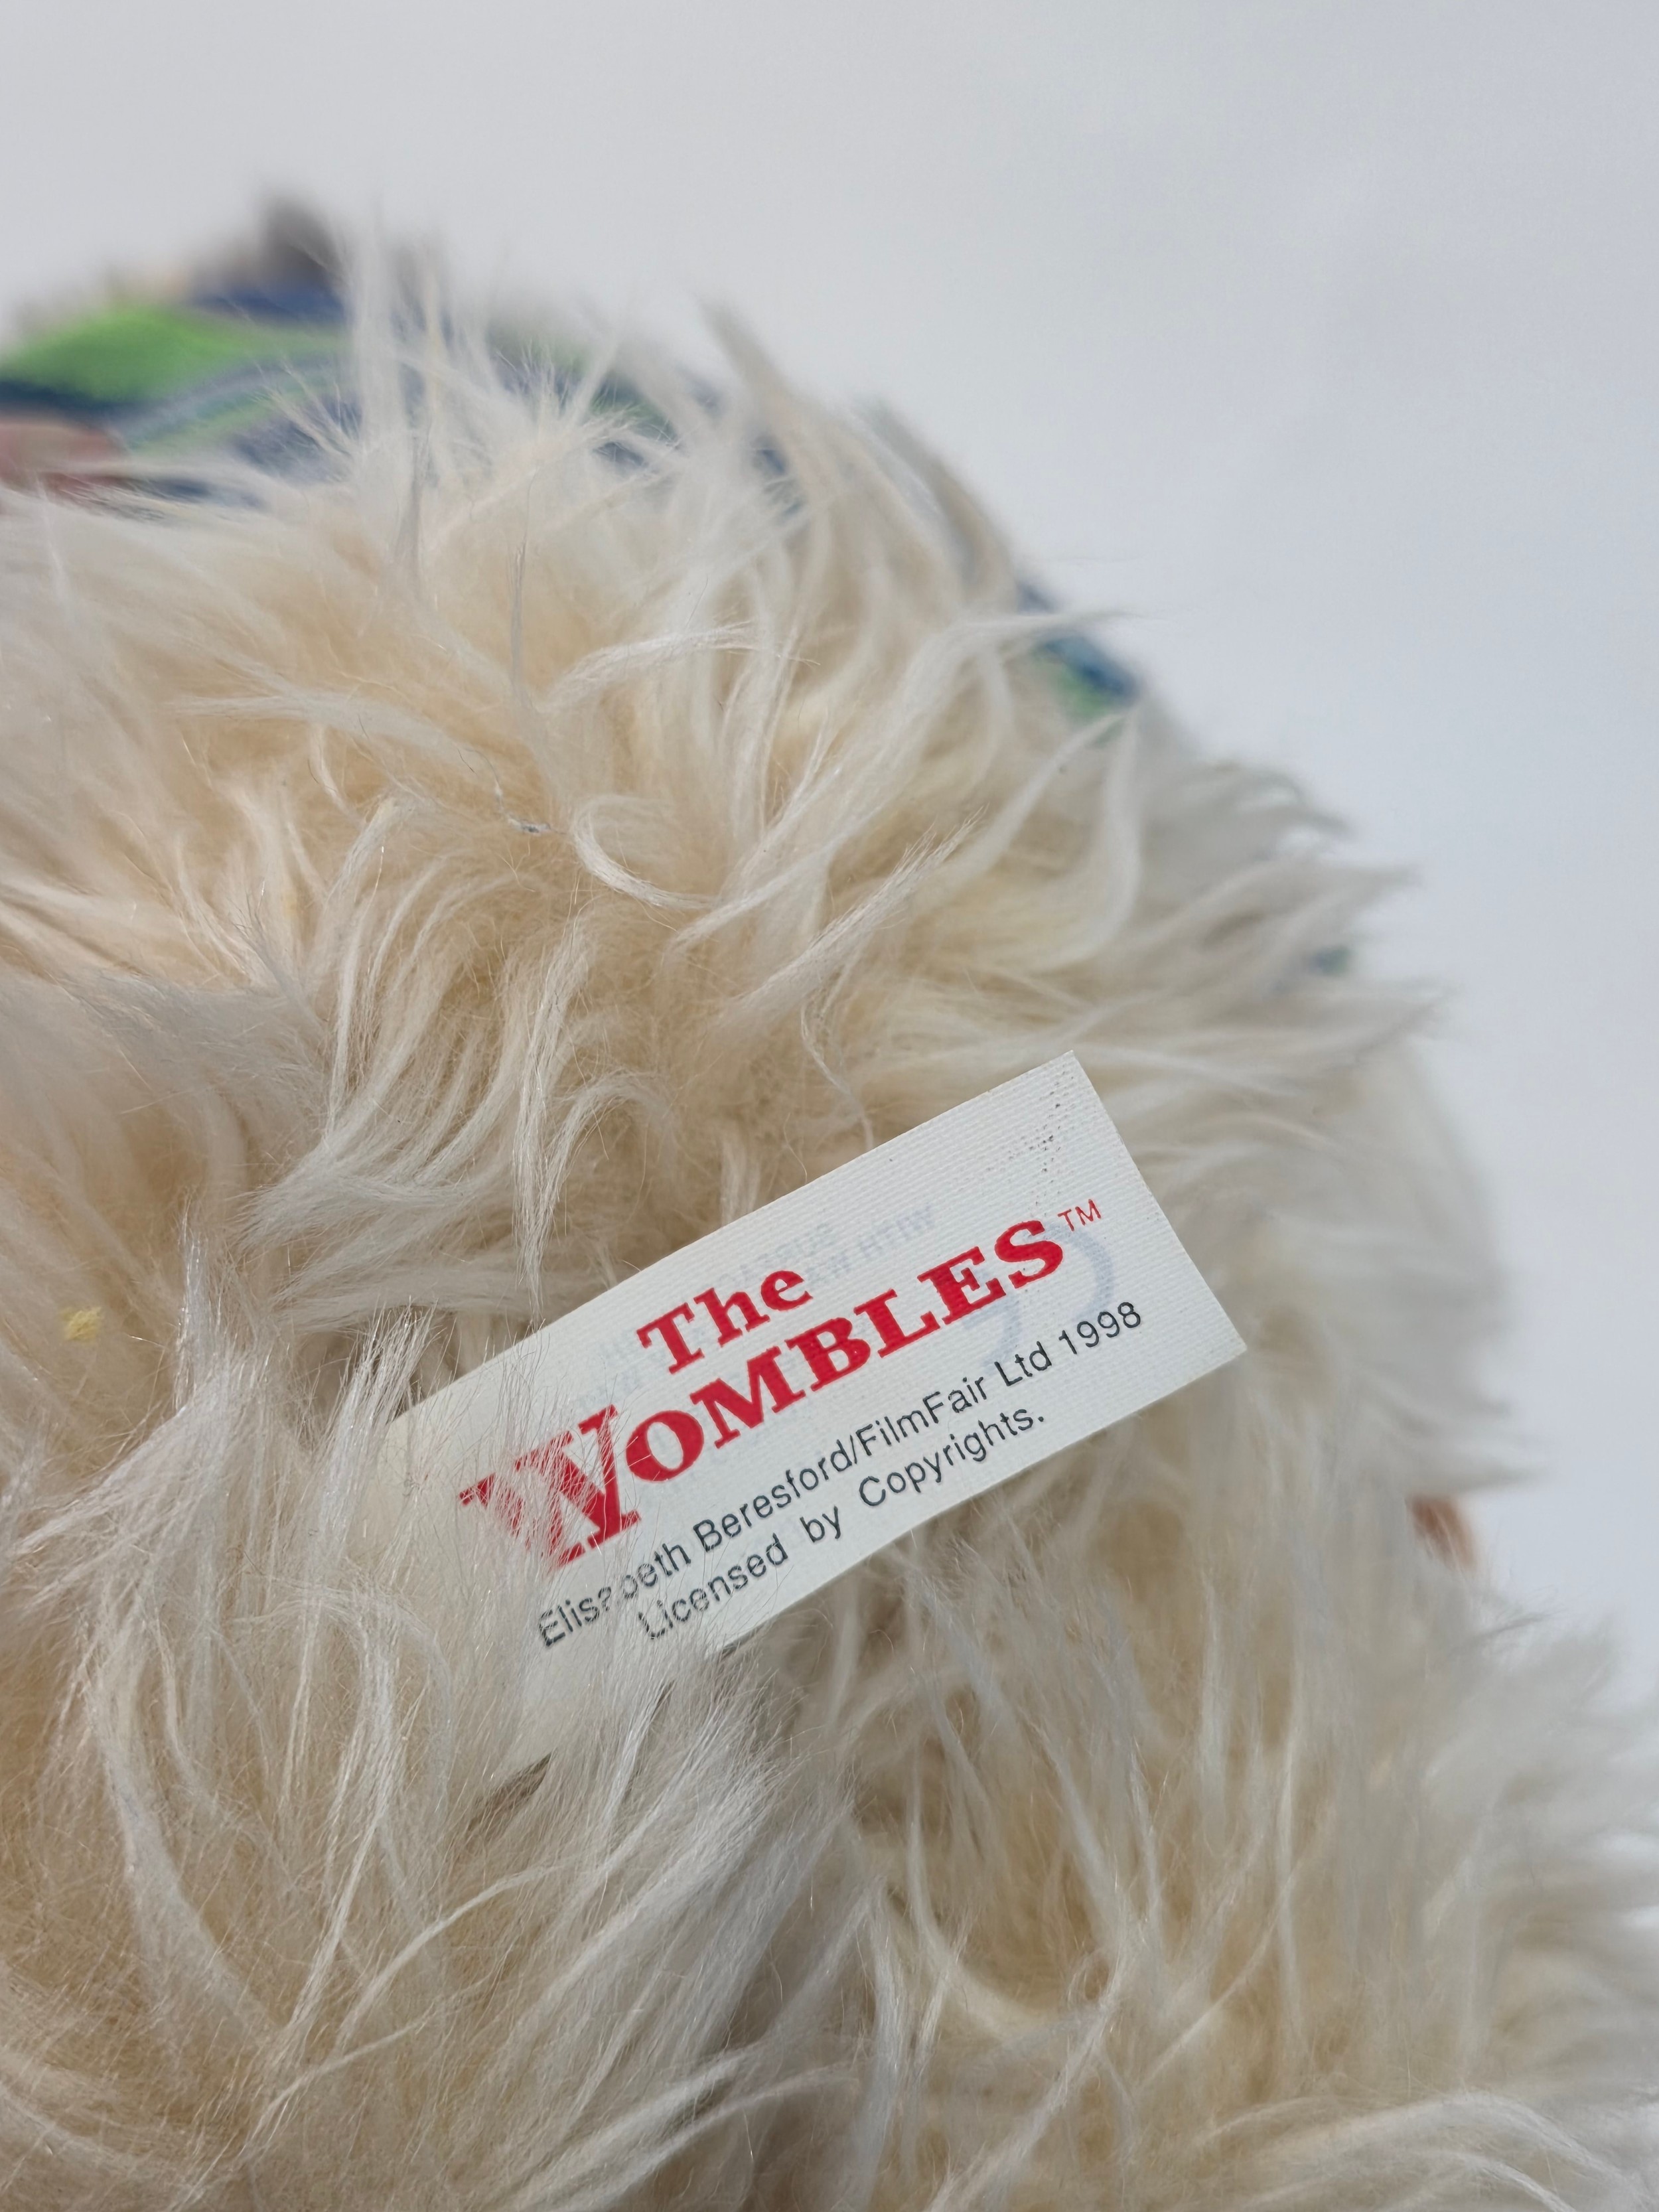 The
WOMBLES™
Elisabeth Beresford/FilmFair Ltd 1998
Licensed by Copyrights.